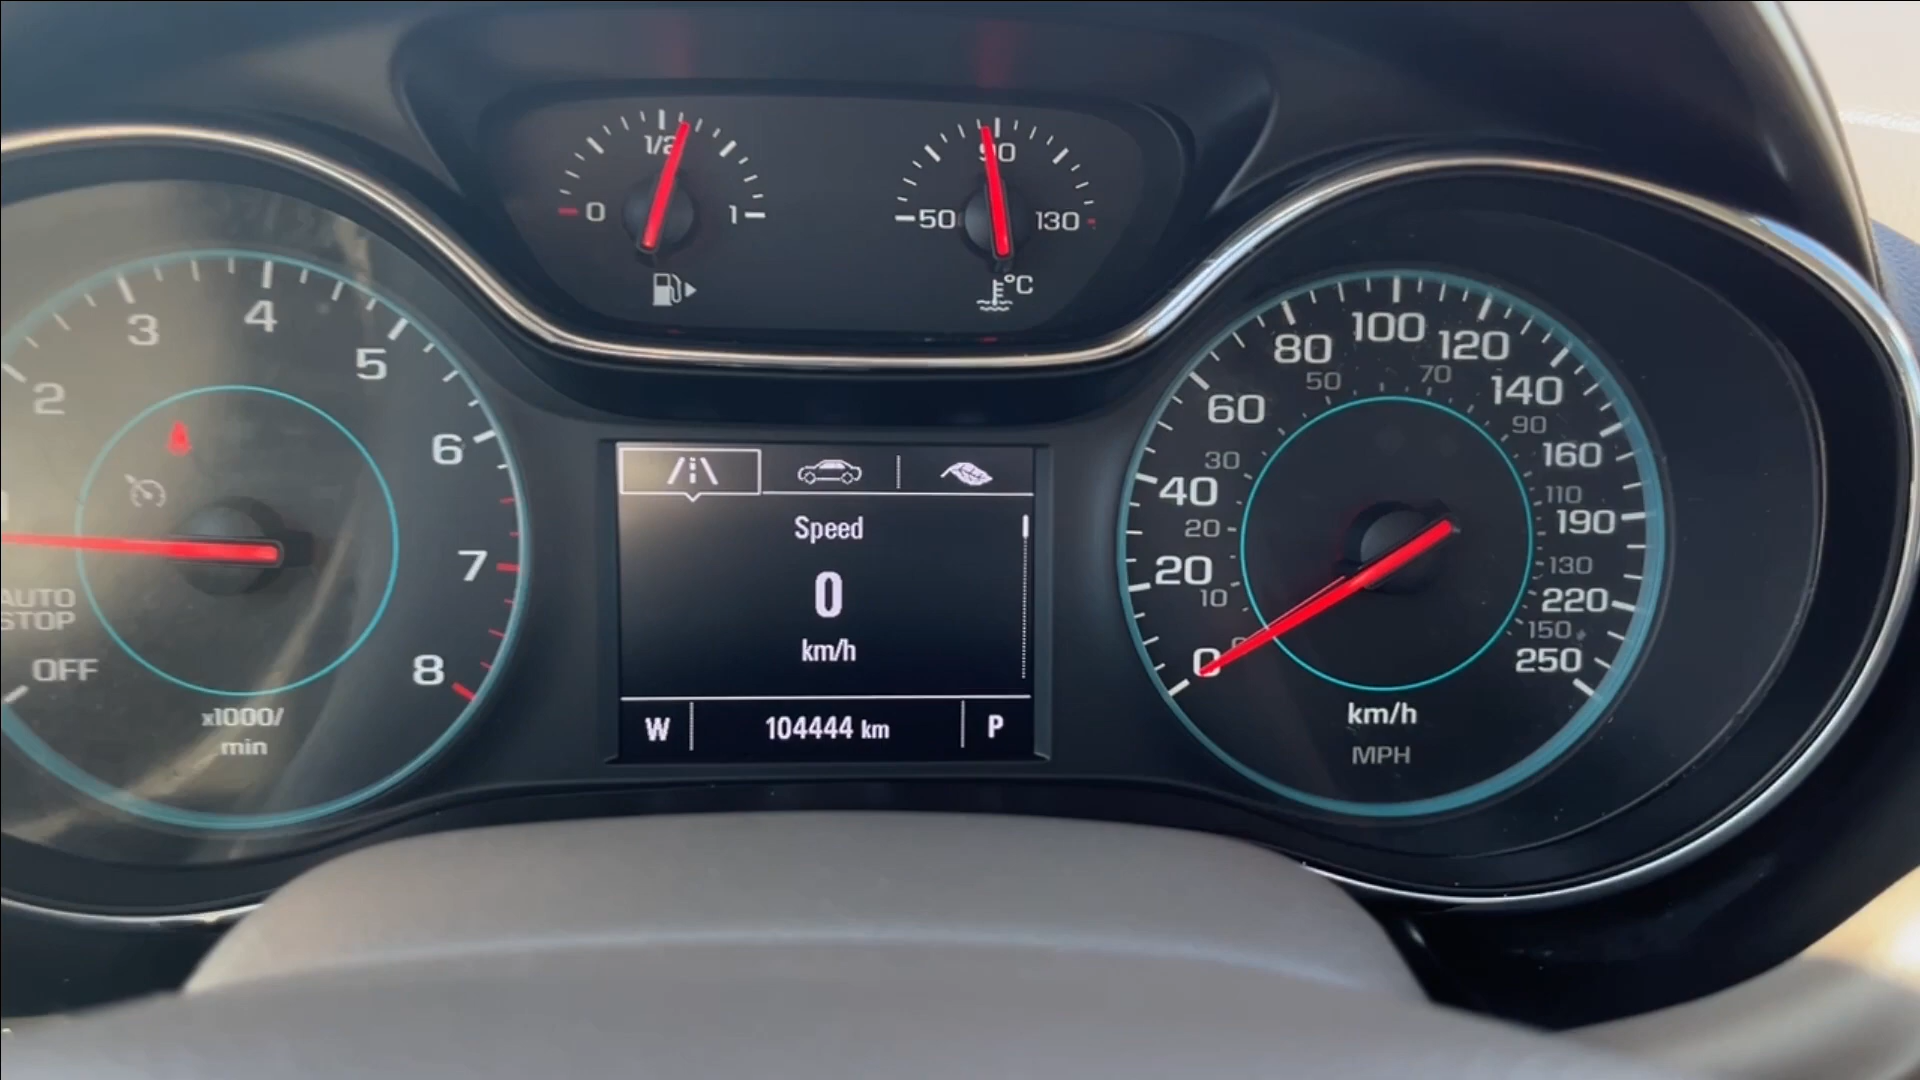 0 1/2 1
50 90 130
°C
2 3 4 5 6 7 8
AUTO
STOP
OFF
x1000/
min
Speed
0
km/h
W 104444 km P
0 20 40 60 80 100 120 140 160 190 220 250
10 20 30 50 70 90 110 130 150
km/h
MPH